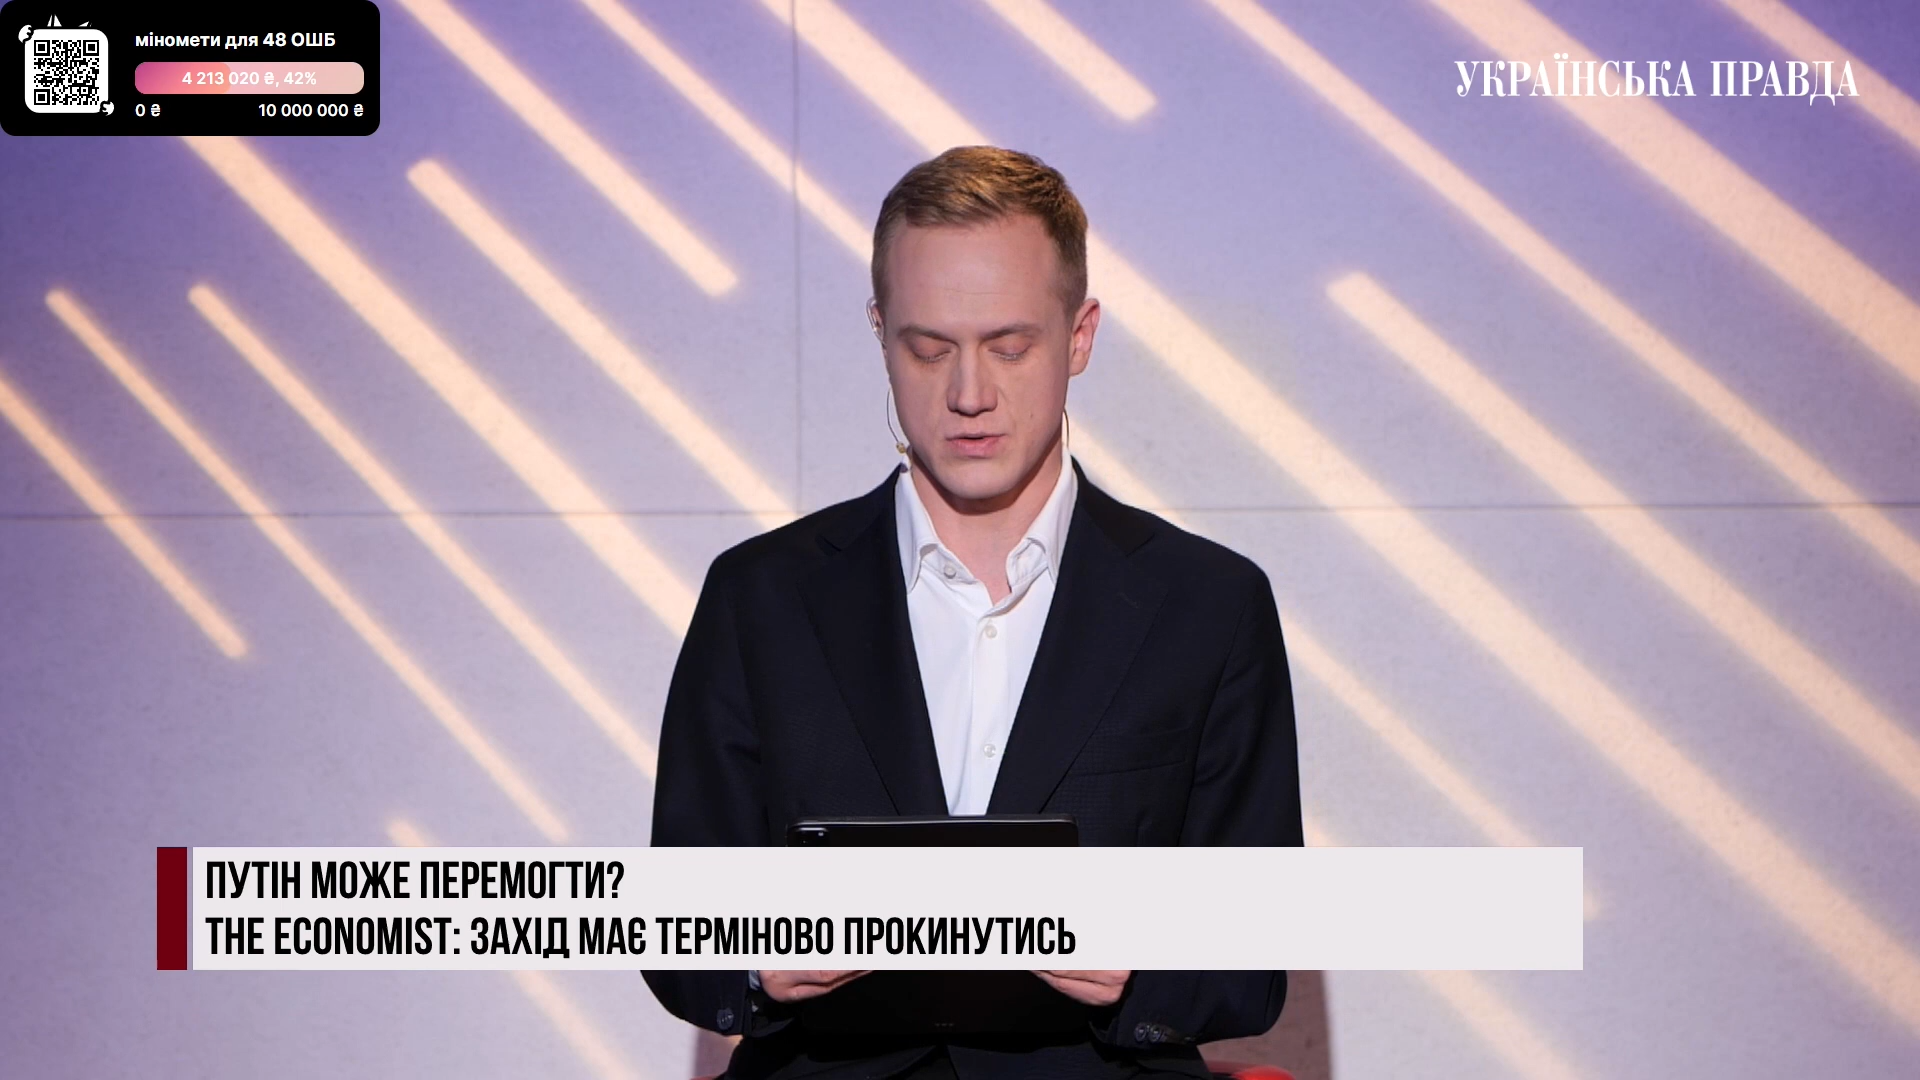 міномети для 48 ОШБ
4 213 020 ₴, 42%
0 ₴ 10 000 000 ₴
УКРАЇНСЬКА ПРАВДА
ПУТІН МОЖЕ ПЕРЕМОГТИ?
THE ECONOMIST: ЗАХІД МАЄ ТЕРМІНОВО ПРОКИНУТИСЬ